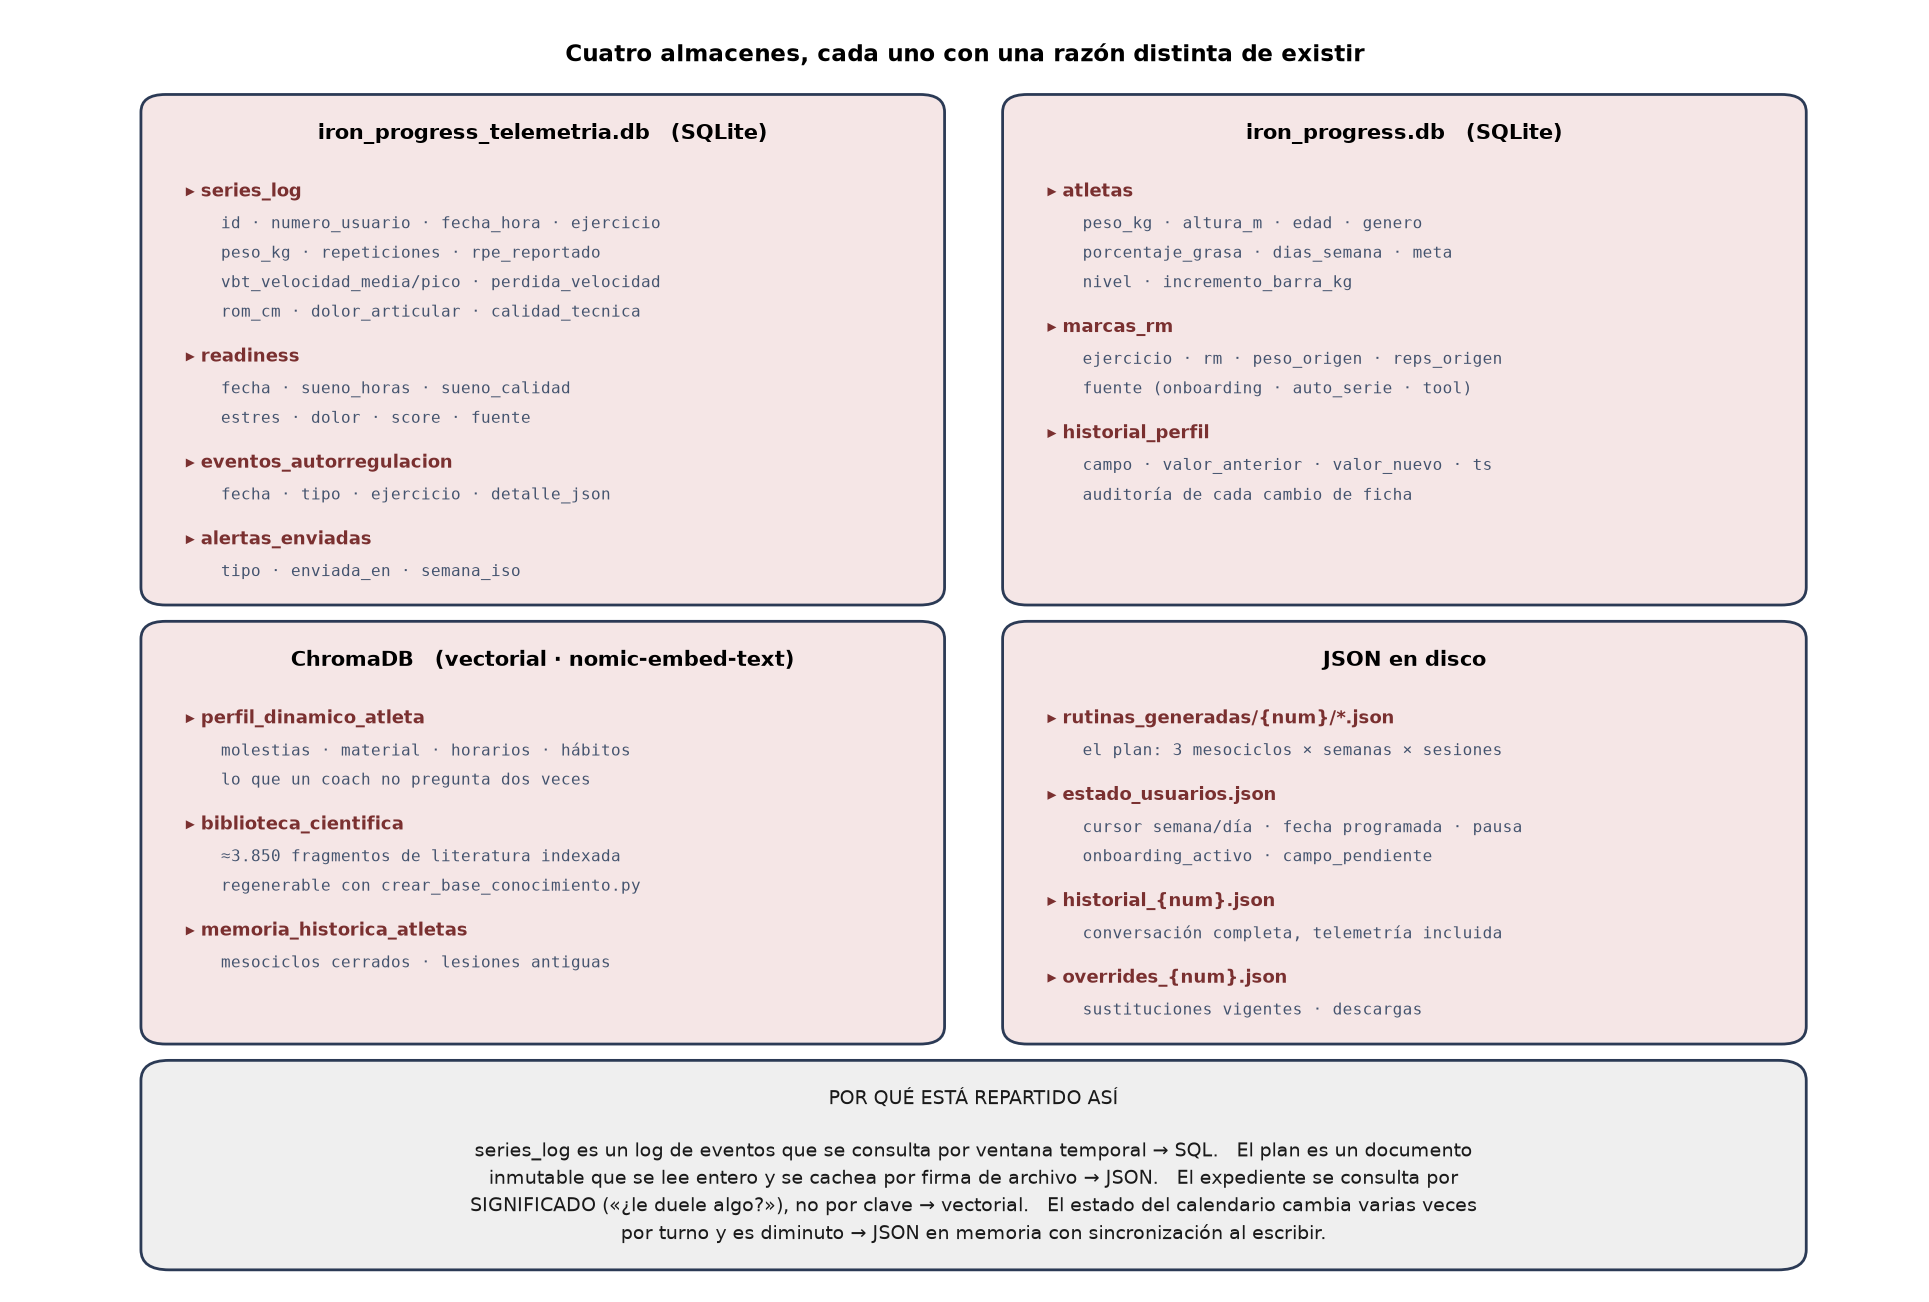 Cuatro almacenes, cada uno con una razón distinta de existir
iron_progress_telemetria.db (SQLite)
▸ series_log
id · numero_usuario · fecha_hora · ejercicio
peso_kg · repeticiones · rpe_reportado
vbt_velocidad_media/pico · perdida_velocidad
rom_cm · dolor_articular · calidad_tecnica
▸ readiness
fecha · sueno_horas · sueno_calidad
estres · dolor · score · fuente
▸ eventos_autorregulacion
fecha · tipo · ejercicio · detalle_json
▸ alertas_enviadas
tipo · enviada_en · semana_iso
iron_progress.db (SQLite)
▸ atletas
peso_kg · altura_m · edad · genero
porcentaje_grasa · dias_semana · meta
nivel · incremento_barra_kg
▸ marcas_rm
ejercicio · rm · peso_origen · reps_origen
fuente (onboarding · auto_serie · tool)
▸ historial_perfil
campo · valor_anterior · valor_nuevo · ts
auditoría de cada cambio de ficha
ChromaDB (vectorial · nomic-embed-text)
▸ perfil_dinamico_atleta
molestias · material · horarios · hábitos
lo que un coach no pregunta dos veces
▸ biblioteca_cientifica
≈3.850 fragmentos de literatura indexada
regenerable con crear_base_conocimiento.py
▸ memoria_historica_atletas
mesociclos cerrados · lesiones antiguas
JSON en disco
▸ rutinas_generadas/{num}/*.json
el plan: 3 mesociclos × semanas × sesiones
▸ estado_usuarios.json
cursor semana/día · fecha programada · pausa
onboarding_activo · campo_pendiente
▸ historial_{num}.json
conversación completa, telemetría incluida
▸ overrides_{num}.json
sustituciones vigentes · descargas
POR QUÉ ESTÁ REPARTIDO ASÍ
series_log es un log de eventos que se consulta por ventana temporal → SQL. El plan es un documento
inmutable que se lee entero y se cachea por firma de archivo → JSON. El expediente se consulta por
SIGNIFICADO («¿le duele algo?»), no por clave → vectorial. El estado del calendario cambia varias veces
por turno y es diminuto → JSON en memoria con sincronización al escribir.